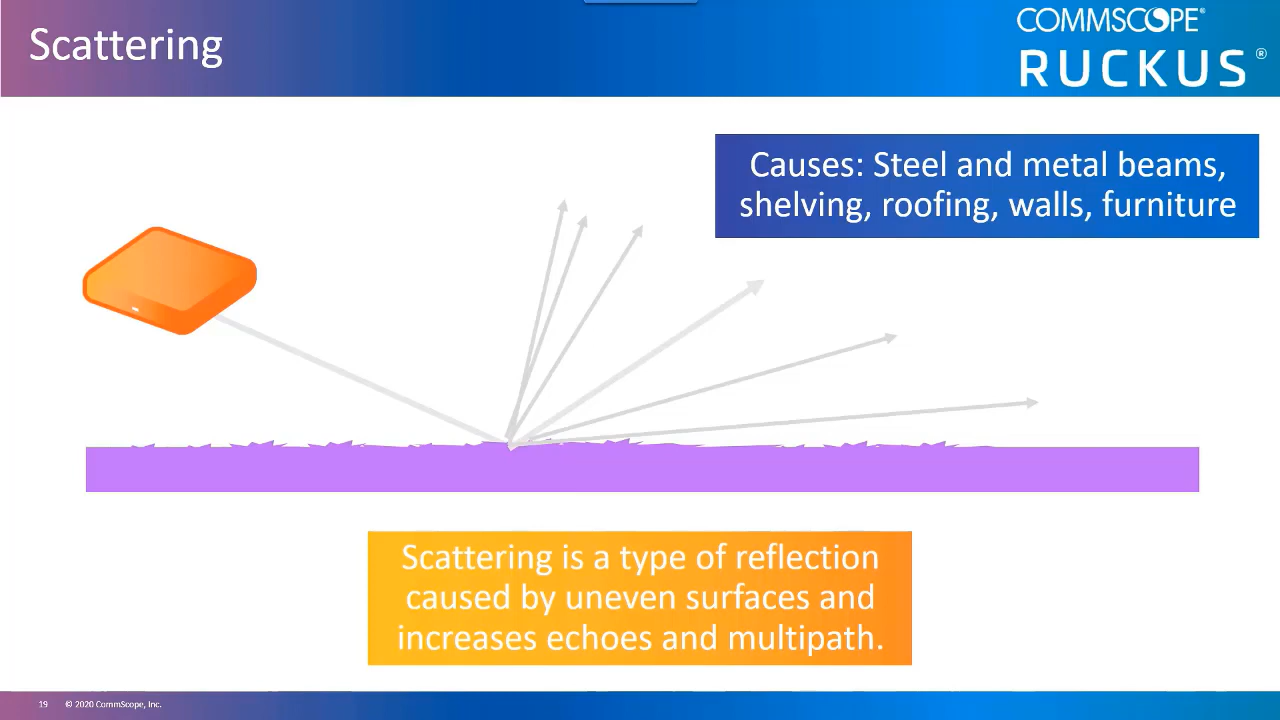 Scattering
COMMSCOPE®
RUCKUS®
Causes: Steel and metal beams,
shelving, roofing, walls, furniture
Scattering is a type of reflection
caused by uneven surfaces and
increases echoes and multipath.
19 © 2020 CommScope, Inc.